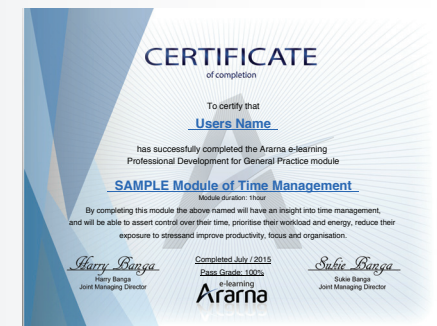 CERTIFICATE
of completion
To certify that
Users Name
has successfully completed the Ararna e-learning
Professional Development for General Practice module
SAMPLE Module of Time Management
Module duration: 1hour
By completing this module the above named will have an insight into time management,
and will be able to assert control over their time, prioritise their workload and energy, reduce their
exposure to stressand improve productivity, focus and organisation.
Harry Banga
Harry Banga
Joint Managing Director
Completed July / 2015
Pass Grade: 100%
e-learning
Ararna
Sukie Banga
Sukie Banga
Joint Managing Director